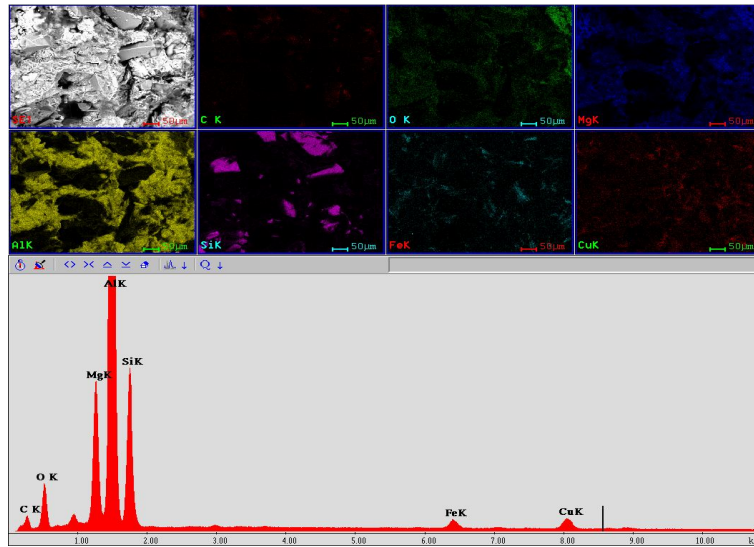 SEI 50µm
C K 50µm
O K 50µm
MgK 50µm
AlK 50µm
SiK 50µm
FeK 50µm
CuK 50µm
AlK
SiK
MgK
O K
C K
FeK
CuK
1.00 2.00 3.00 4.00 5.00 6.00 7.00 8.00 9.00 10.00 k